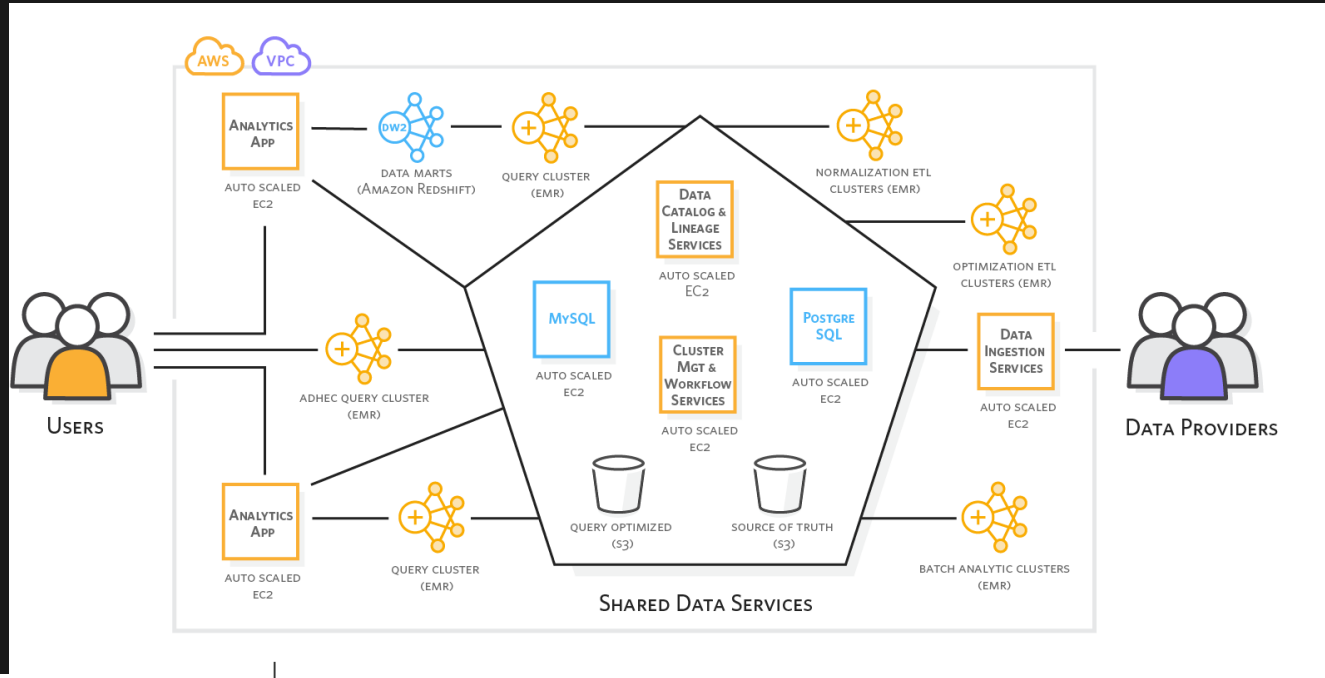 AWS
VPC
ANALYTICS
APP
AUTO SCALED
EC2
DW2
DATA MARTS
(AMAZON REDSHIFT)
QUERY CLUSTER
(EMR)
NORMALIZATION ETL
CLUSTERS (EMR)
DATA
CATALOG &
LINEAGE
SERVICES
AUTO SCALED
EC2
OPTIMIZATION ETL
CLUSTERS (EMR)
MYSQL
AUTO SCALED
EC2
POSTGRE
SQL
AUTO SCALED
EC2
USERS
ADHEC QUERY CLUSTER
(EMR)
CLUSTER
MGT &
WORKFLOW
SERVICES
AUTO SCALED
EC2
DATA
INGESTION
SERVICES
AUTO SCALED
EC2
DATA PROVIDERS
ANALYTICS
APP
AUTO SCALED
EC2
QUERY CLUSTER
(EMR)
QUERY OPTIMIZED
(S3)
SOURCE OF TRUTH
(S3)
BATCH ANALYTIC CLUSTERS
(EMR)
SHARED DATA SERVICES